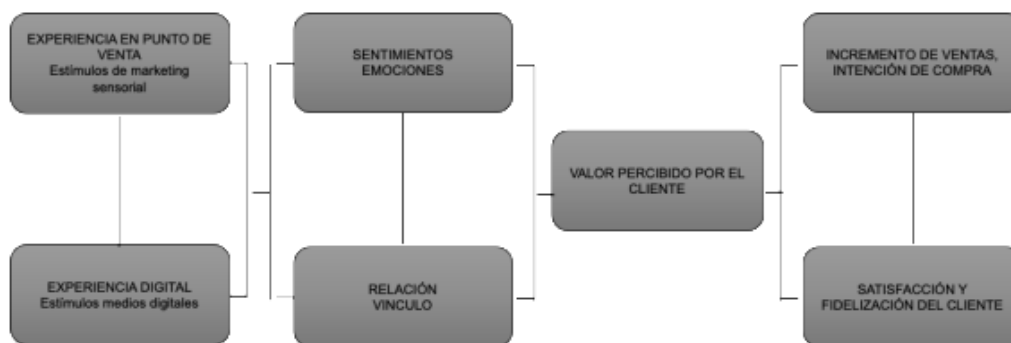 EXPERIENCIA EN PUNTO DE
VENTA
Estímulos de marketing
sensorial
SENTIMIENTOS
EMOCIONES
INCREMENTO DE VENTAS,
INTENCIÓN DE COMPRA
VALOR PERCIBIDO POR EL
CLIENTE
EXPERIENCIA DIGITAL
Estímulos medios digitales
RELACIÓN
VINCULO
SATISFACCIÓN Y
FIDELIZACIÓN DEL CLIENTE